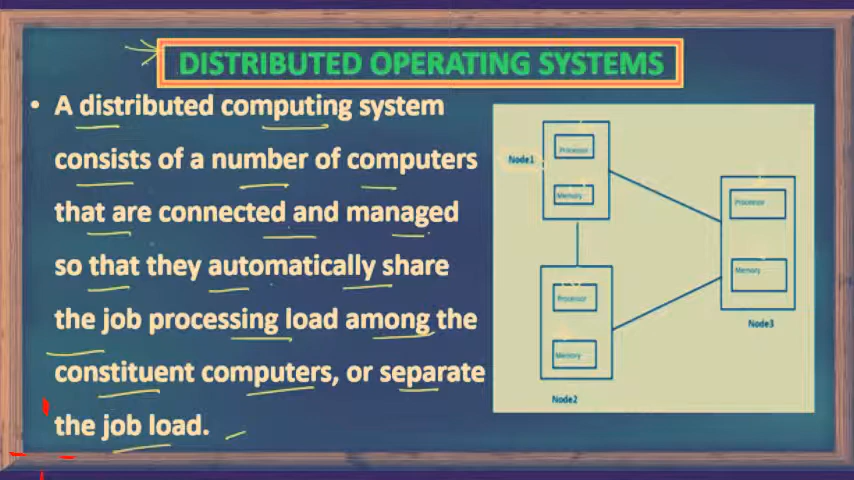 DISTRIBUTED OPERATING SYSTEMS
• A distributed computing system
consists of a number of computers
that are connected and managed
so that they automatically share
the job processing load among the
constituent computers, or separate
the job load.
Node1
Processor
Memory
Processor
Memory
Node2
Processor
Memory
Node3